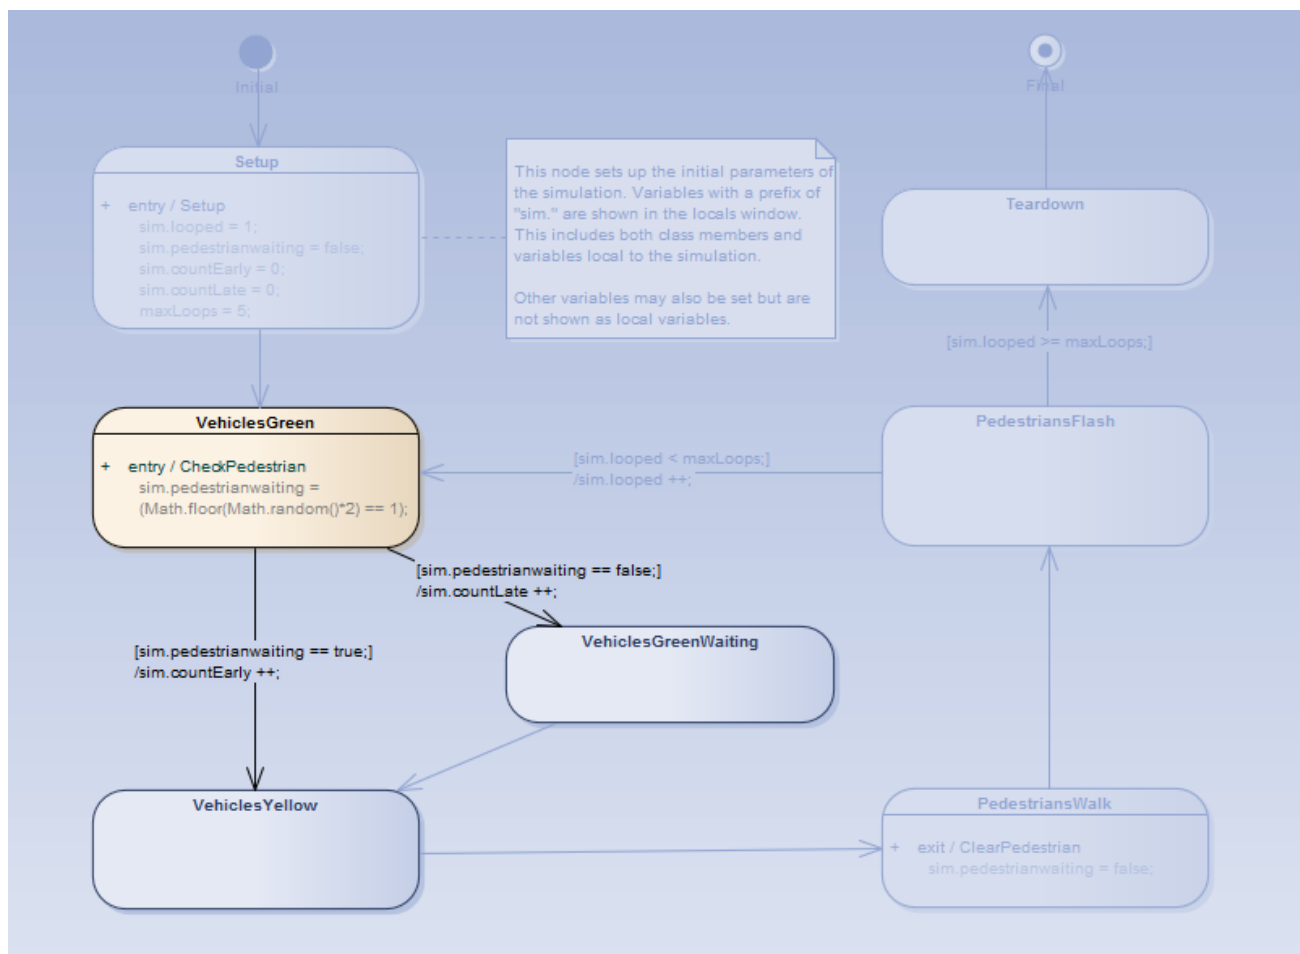 Initial
Final
Setup
+ entry / Setup
sim.looped = 1;
sim.pedestrianwaiting = false;
sim.countEarly = 0;
sim.countLate = 0;
maxLoops = 5;
This node sets up the initial parameters of
the simulation. Variables with a prefix of
"sim." are shown in the locals window.
This includes both class members and
variables local to the simulation.
Other variables may also be set but are
not shown as local variables.
Teardown
[sim.looped >= maxLoops;]
VehiclesGreen
+ entry / CheckPedestrian
sim.pedestrianwaiting =
(Math.floor(Math.random()*2) == 1);
[sim.looped < maxLoops;]
/sim.looped ++;
PedestriansFlash
[sim.pedestrianwaiting == false;]
/sim.countLate ++;
[sim.pedestrianwaiting == true;]
/sim.countEarly ++;
VehiclesGreenWaiting
VehiclesYellow
PedestriansWalk
+ exit / ClearPedestrian
sim.pedestrianwaiting = false;